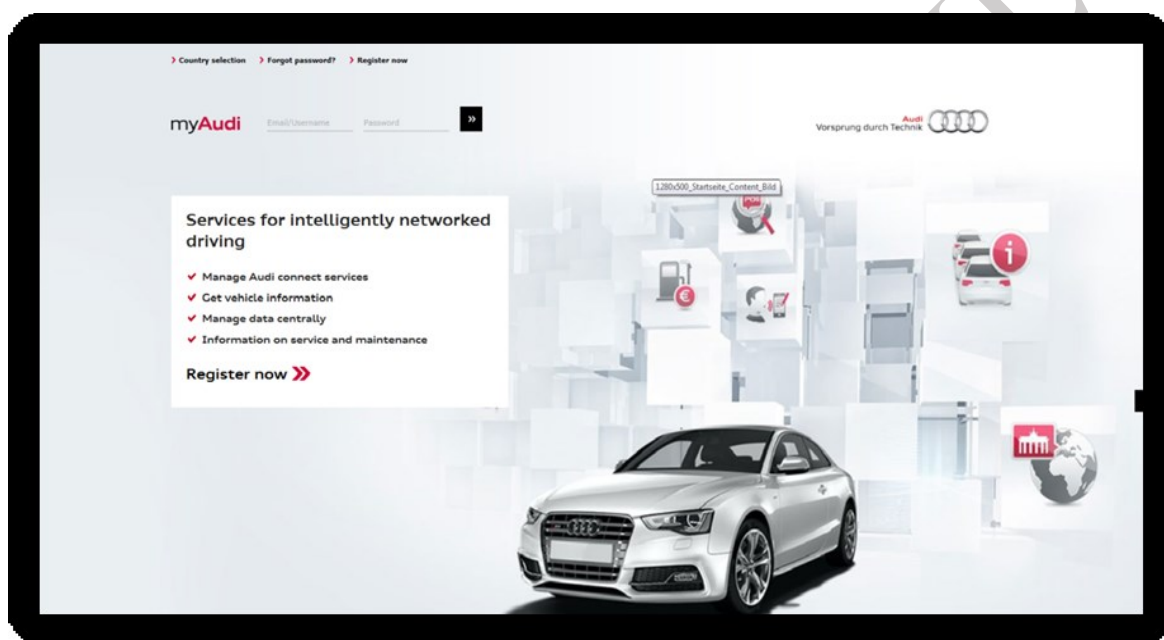 Country selection Forgot password? Register now
myAudi Email/Username Password »
Audi
Vorsprung durch Technik
1280x500_Startseite_Content_Bild
Services for intelligently networked
driving
Manage Audi connect services
Get vehicle information
Manage data centrally
Information on service and maintenance
Register now
i
€